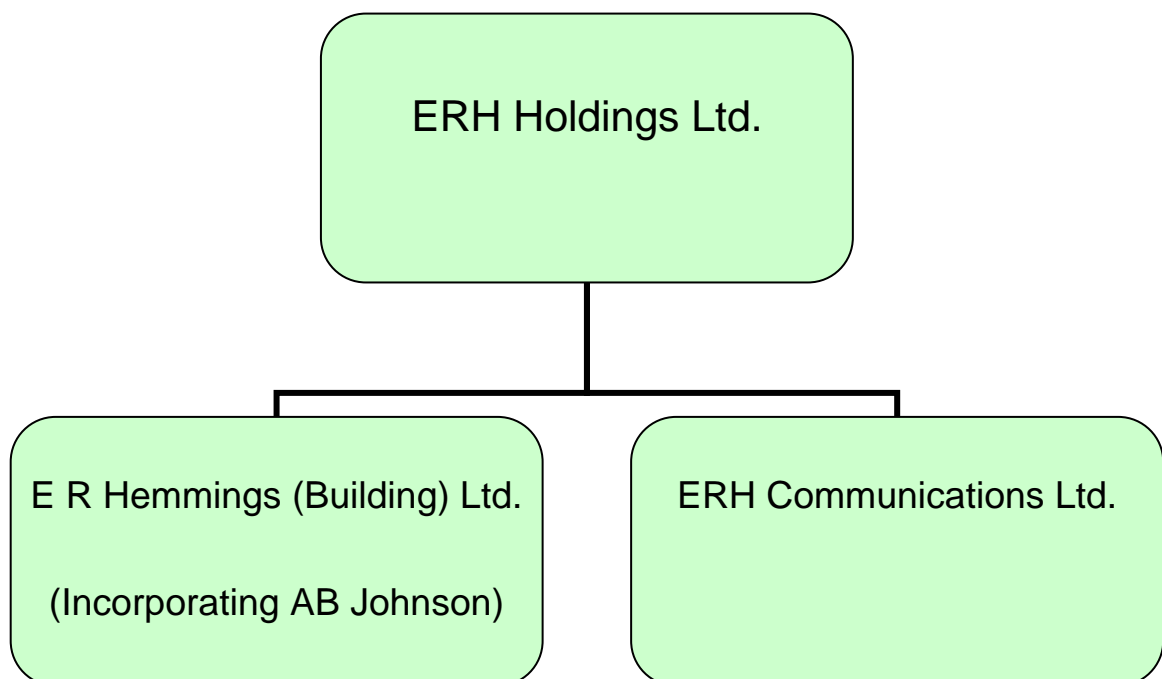 ERH Holdings Ltd.
E R Hemmings (Building) Ltd.
(Incorporating AB Johnson)
ERH Communications Ltd.